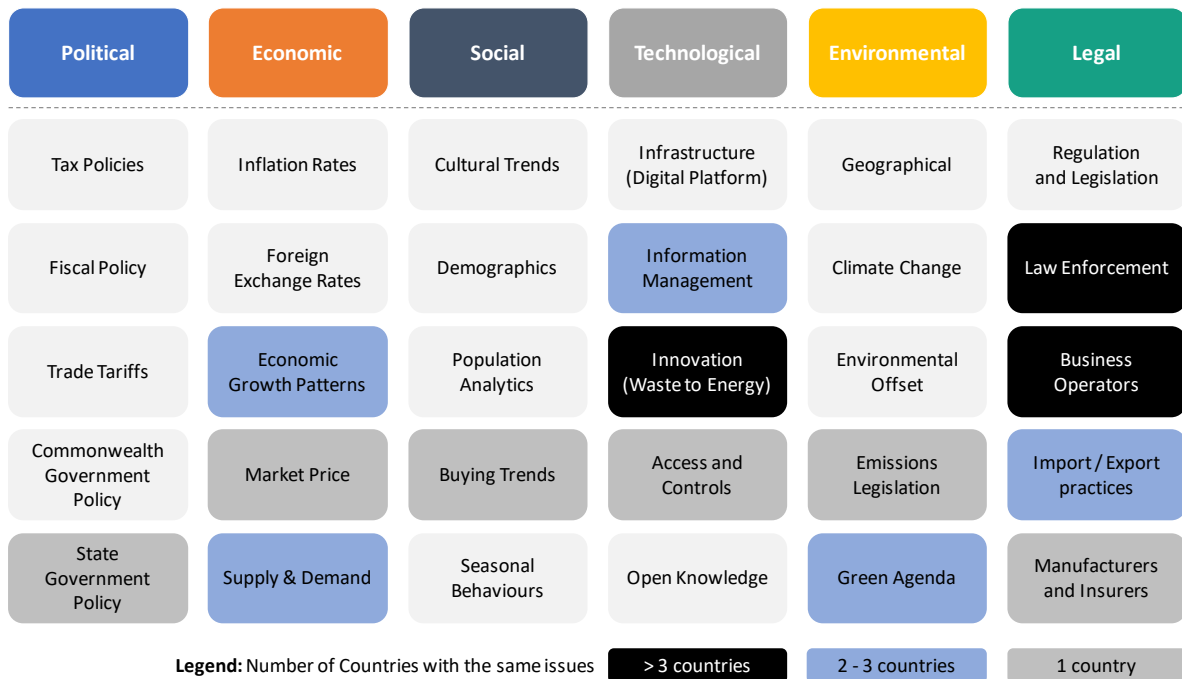 Political
Economic
Social
Technological
Environmental
Legal
Tax Policies
Inflation Rates
Cultural Trends
Infrastructure
(Digital Platform)
Geographical
Regulation
and Legislation
Fiscal Policy
Foreign
Exchange Rates
Demographics
Information
Management
Climate Change
Law Enforcement
Trade Tariffs
Economic
Growth Patterns
Population
Analytics
Innovation
(Waste to Energy)
Environmental
Offset
Business
Operators
Commonwealth
Government
Policy
Market Price
Buying Trends
Access and
Controls
Emissions
Legislation
Import / Export
practices
State
Government
Policy
Supply & Demand
Seasonal
Behaviours
Open Knowledge
Green Agenda
Manufacturers
and Insurers
Legend: Number of Countries with the same issues
> 3 countries
2 - 3 countries
1 country